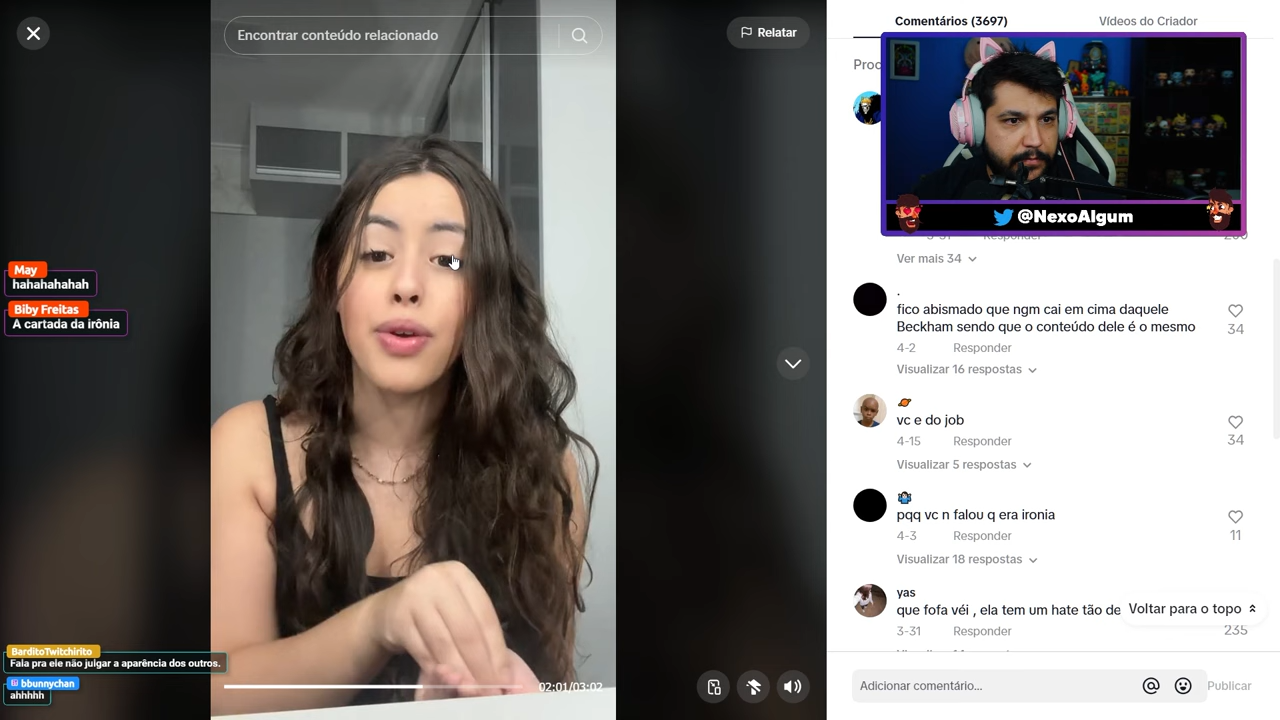 Encontrar conteúdo relacionado
Relatar
May
hahahahahah
Biby Freitas
A cartada da irônia
BarditoTwitchirito
Fala pra ele não julgar a aparência dos outros.
bbunnychan
ahhhhh
02:01/03:02
Comentários (3697)
Vídeos do Criador
@NexoAlgum
3-31 Responder
Ver mais 34
.
fico abismado que ngm cai em cima daquele
Beckham sendo que o conteúdo dele é o mesmo
34
4-2 Responder
Visualizar 16 respostas
vc e do job
34
4-15 Responder
Visualizar 5 respostas
pqq vc n falou q era ironia
11
4-3 Responder
Visualizar 18 respostas
yas
que fofa véi , ela tem um hate tão de
Voltar para o topo
235
3-31 Responder
Adicionar comentário...
Publicar